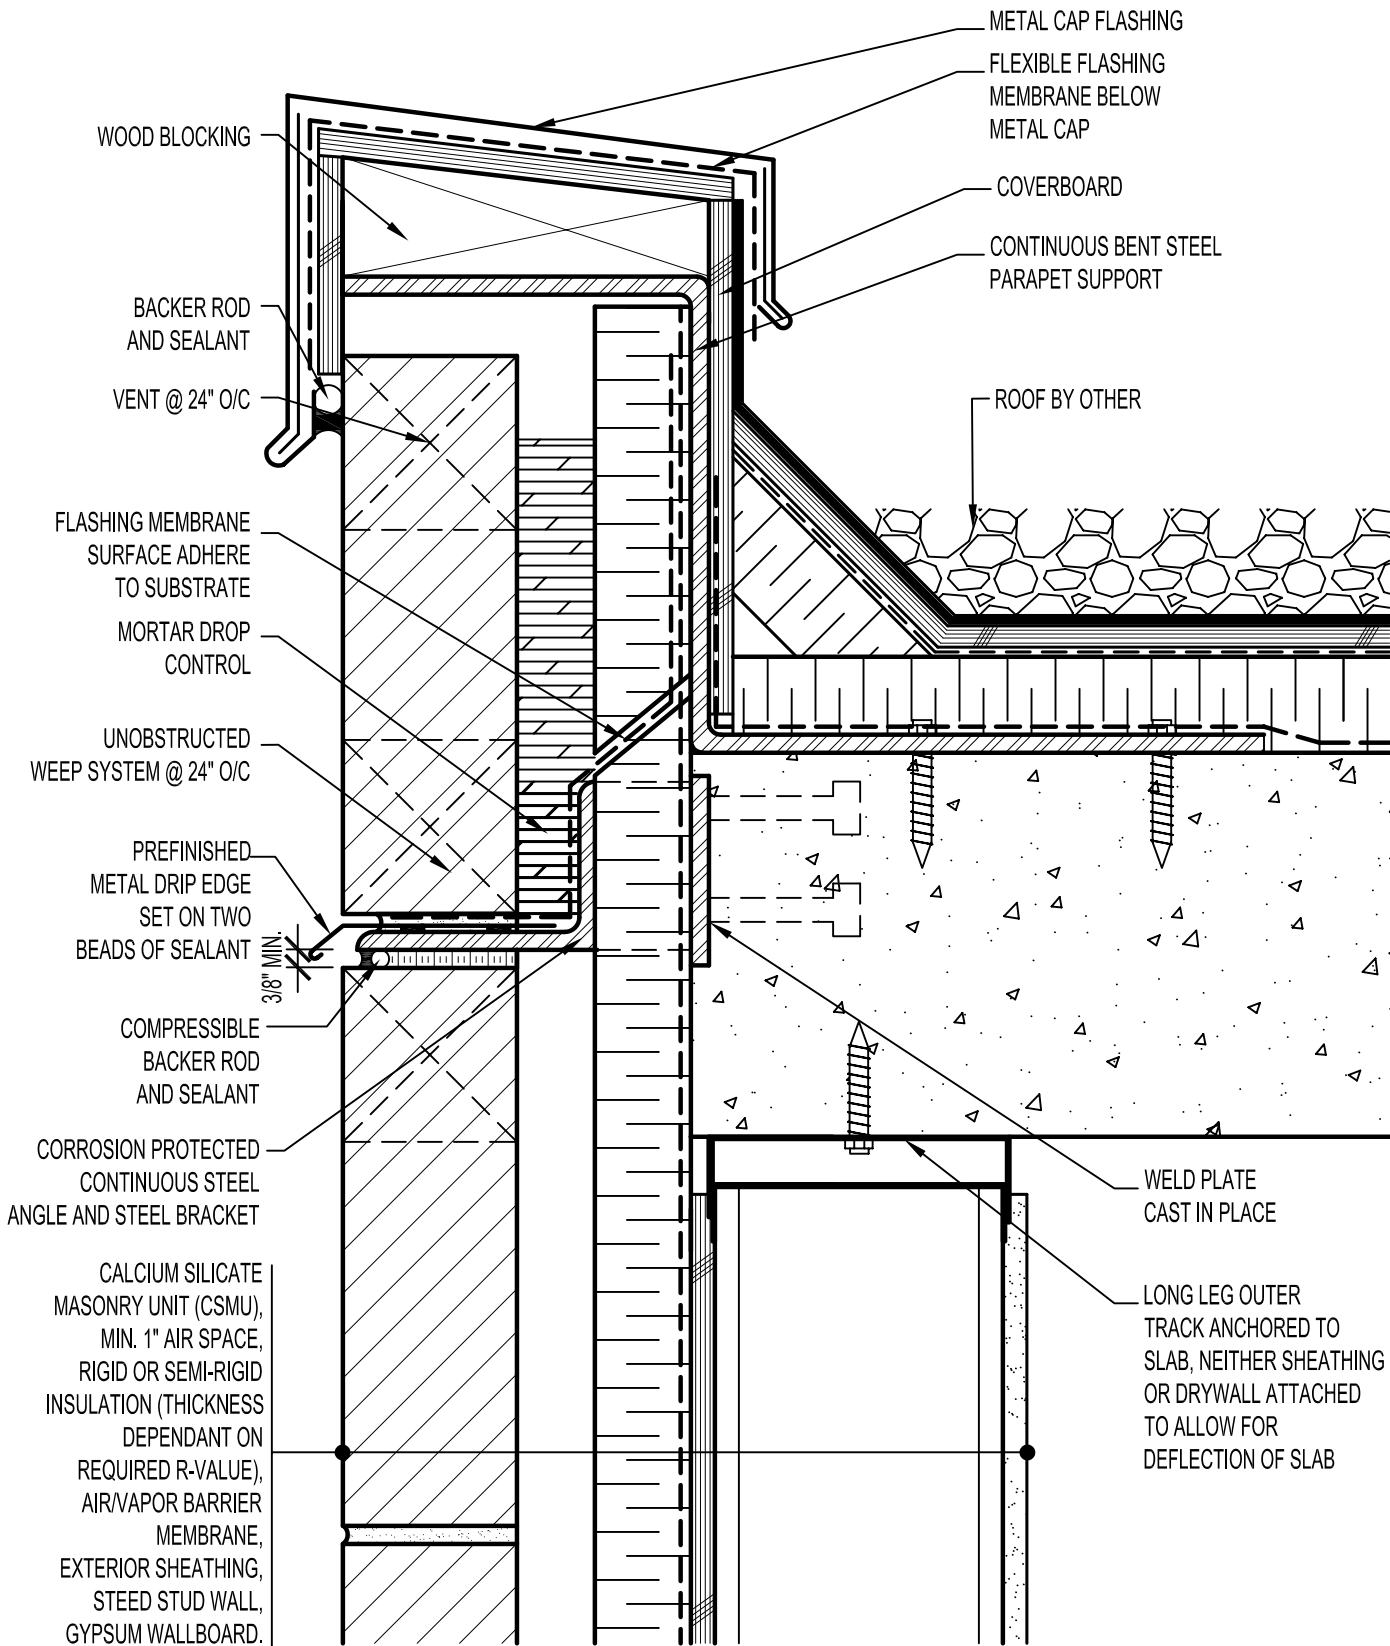 METAL CAP FLASHING
FLEXIBLE FLASHING
MEMBRANE BELOW
METAL CAP
COVERBOARD
CONTINUOUS BENT STEEL
PARAPET SUPPORT
ROOF BY OTHER
WOOD BLOCKING
BACKER ROD
AND SEALANT
VENT @ 24" O/C
FLASHING MEMBRANE
SURFACE ADHERE
TO SUBSTRATE
MORTAR DROP
CONTROL
UNOBSTRUCTED
WEEP SYSTEM @ 24" O/C
PREFINISHED
METAL DRIP EDGE
SET ON TWO
BEADS OF SEALANT
3/8" MIN.
COMPRESSIBLE
BACKER ROD
AND SEALANT
CORROSION PROTECTED
CONTINUOUS STEEL
ANGLE AND STEEL BRACKET
CALCIUM SILICATE
MASONRY UNIT (CSMU),
MIN. 1" AIR SPACE,
RIGID OR SEMI-RIGID
INSULATION (THICKNESS
DEPENDANT ON
REQUIRED R-VALUE),
AIR/VAPOR BARRIER
MEMBRANE,
EXTERIOR SHEATHING,
STEED STUD WALL,
GYPSUM WALLBOARD.
WELD PLATE
CAST IN PLACE
LONG LEG OUTER
TRACK ANCHORED TO
SLAB, NEITHER SHEATHING
OR DRYWALL ATTACHED
TO ALLOW FOR
DEFLECTION OF SLAB